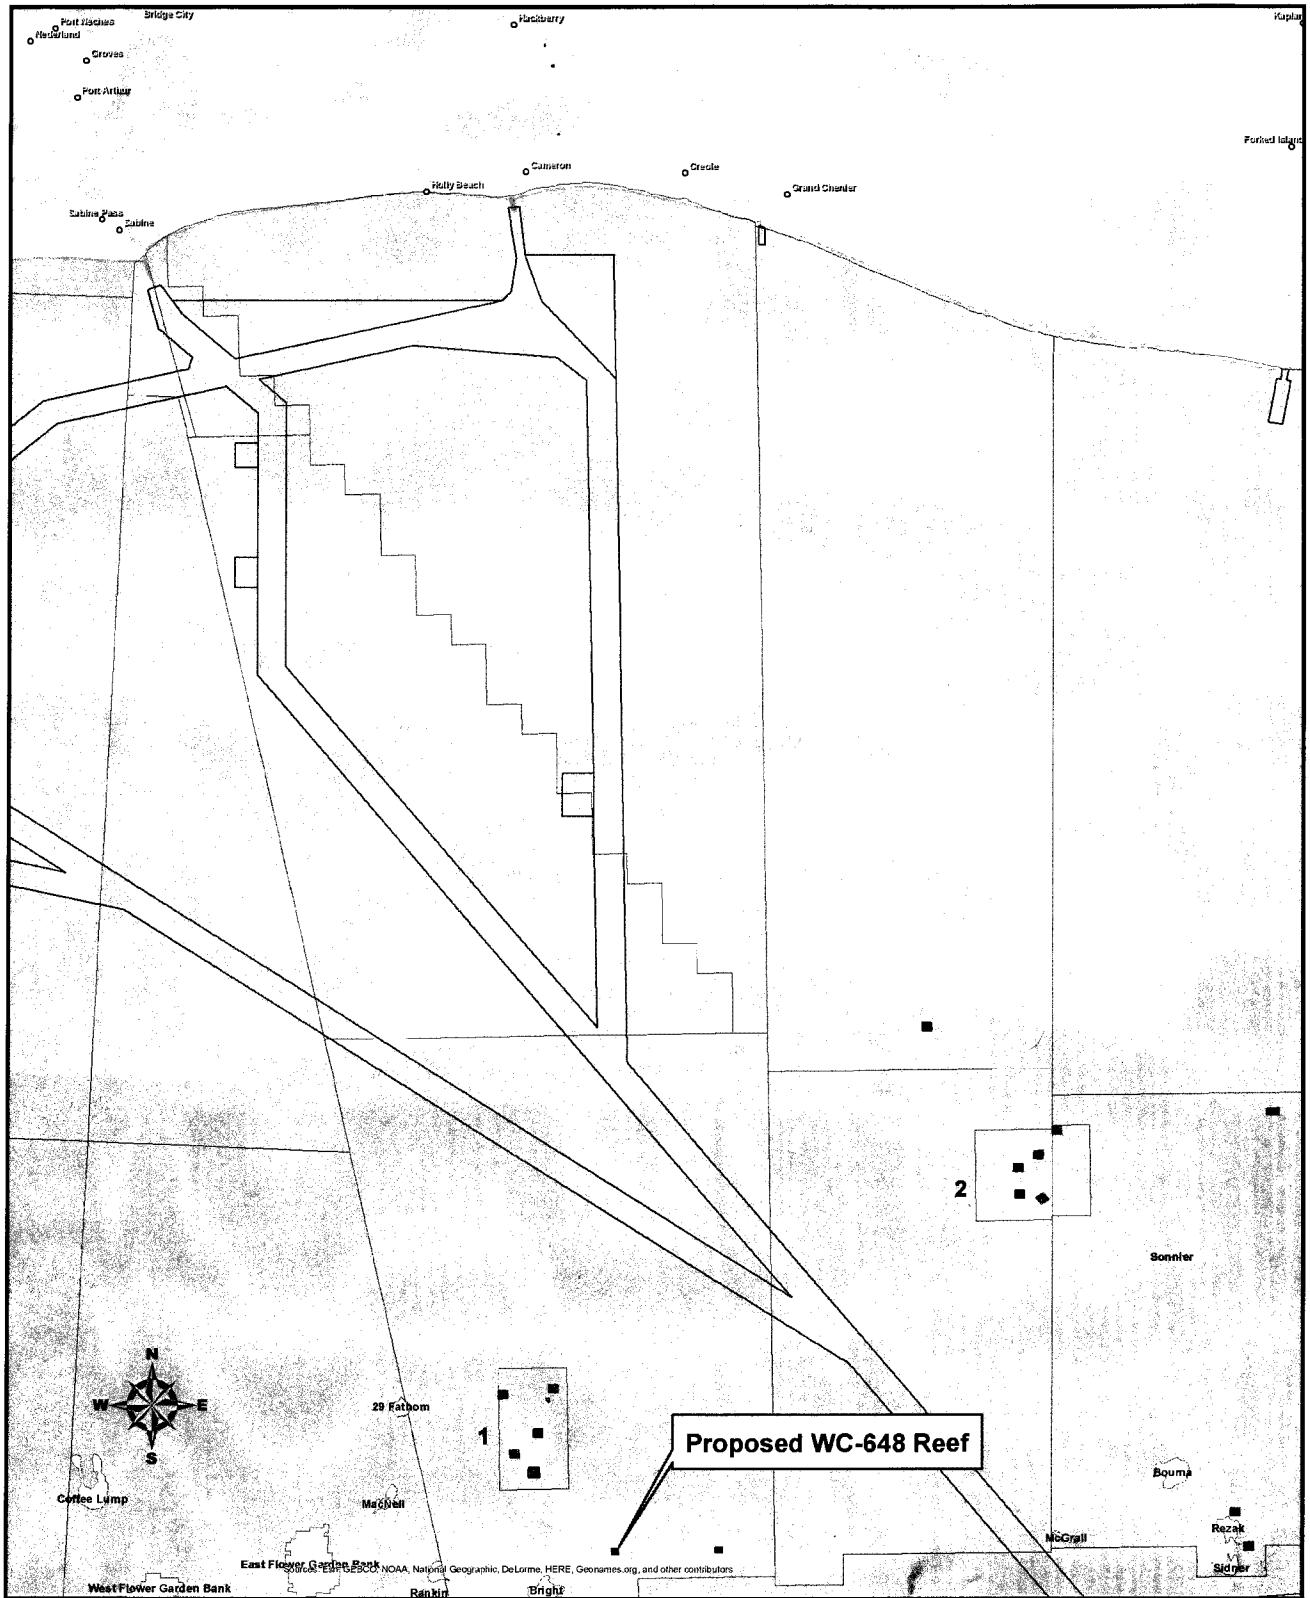 Bridge City
Port Neches
Nederland
Groves
Port Arthur
Hackberry
Kaplan
Forked Island
Cameron
Creole
Holly Beach
Grand Chenier
Sabine Pass
Sabine
2
Sonnier
N
W E
S
29 Fathom
1
Proposed WC-648 Reef
Coffee Lump
MacNeil
Bouma
Rezak
McGrail
Sidner
East Flower Garden Bank
Sources: Esri, GEBCO, NOAA, National Geographic, DeLorme, HERE, Geonames.org, and other contributors
West Flower Garden Bank
Rankin
Bright